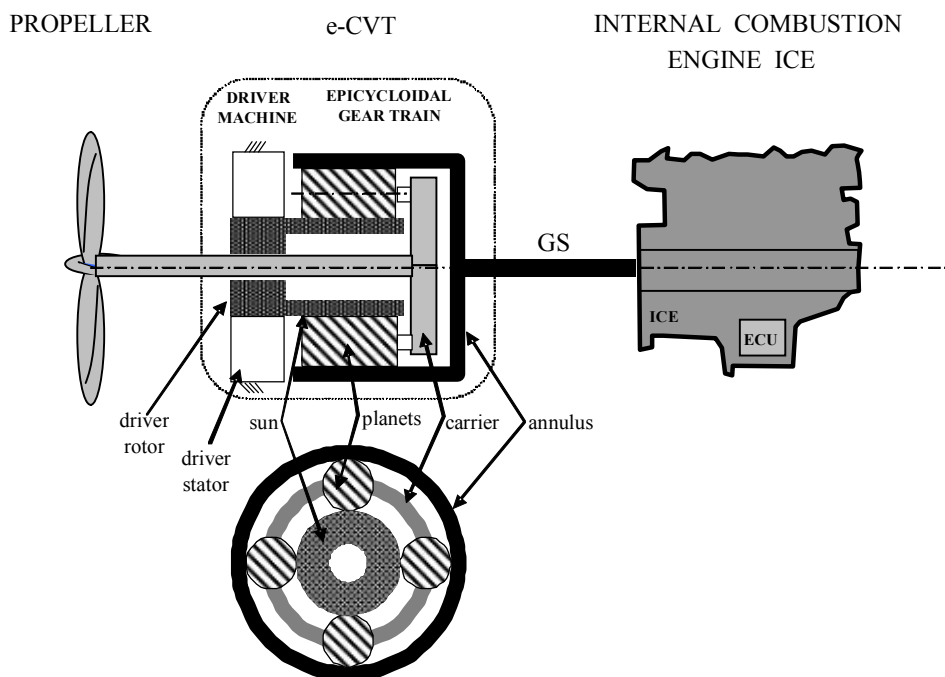 PROPELLER
e-CVT
INTERNAL COMBUSTION
ENGINE ICE
DRIVER
MACHINE
EPICYCLOIDAL
GEAR TRAIN
GS
ICE
ECU
driver
rotor
driver
stator
sun
planets
carrier
annulus